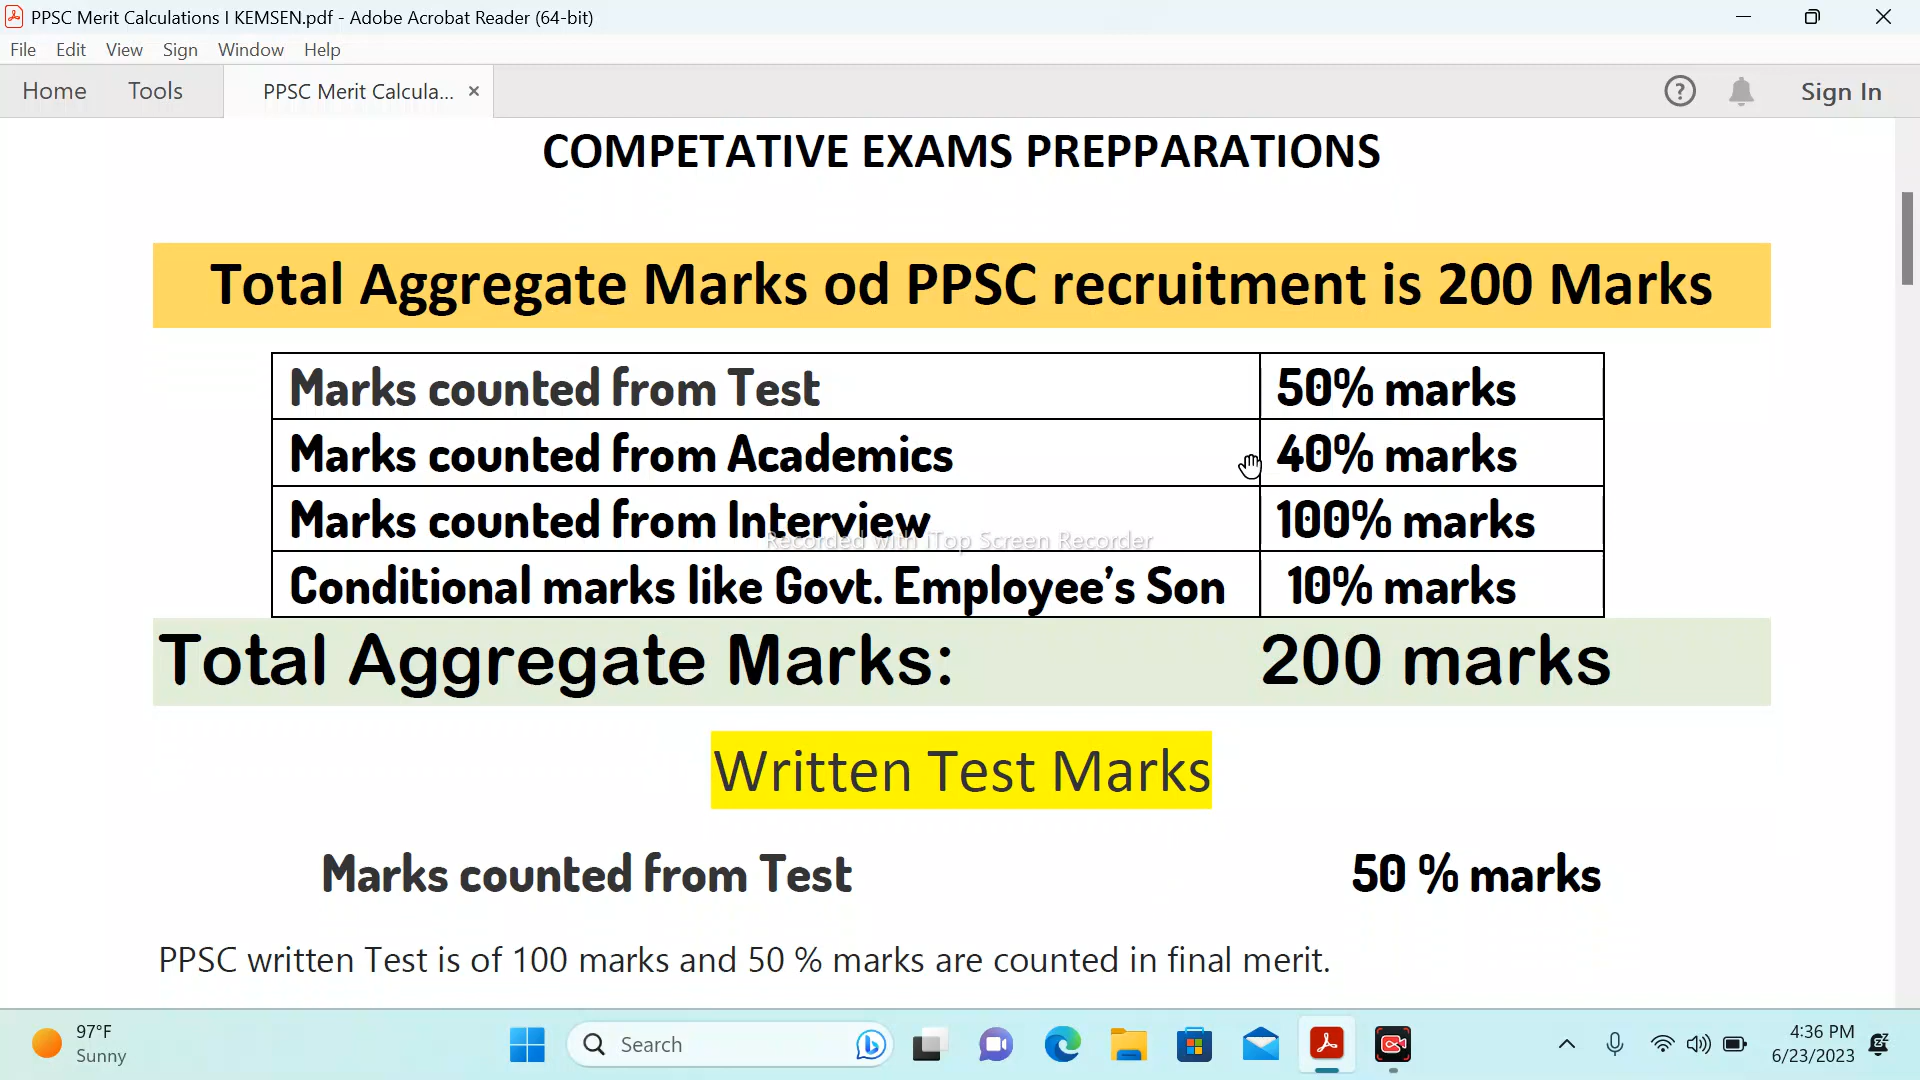 PPSC Merit Calculations I KEMSEN.pdf - Adobe Acrobat Reader (64-bit)
File Edit View Sign Window Help
Home Tools PPSC Merit Calcula... × ? Sign In
COMPETATIVE EXAMS PREPPARATIONS
Total Aggregate Marks od PPSC recruitment is 200 Marks
Marks counted from Test 50% marks
Marks counted from Academics 40% marks
Marks counted from Interview 100% marks
Recorded with iTop Screen Recorder
Conditional marks like Govt. Employee's Son 10% marks
Total Aggregate Marks: 200 marks
Written Test Marks
Marks counted from Test 50 % marks
PPSC written Test is of 100 marks and 50 % marks are counted in final merit.
97°F
Sunny
Search
4:36 PM
6/23/2023